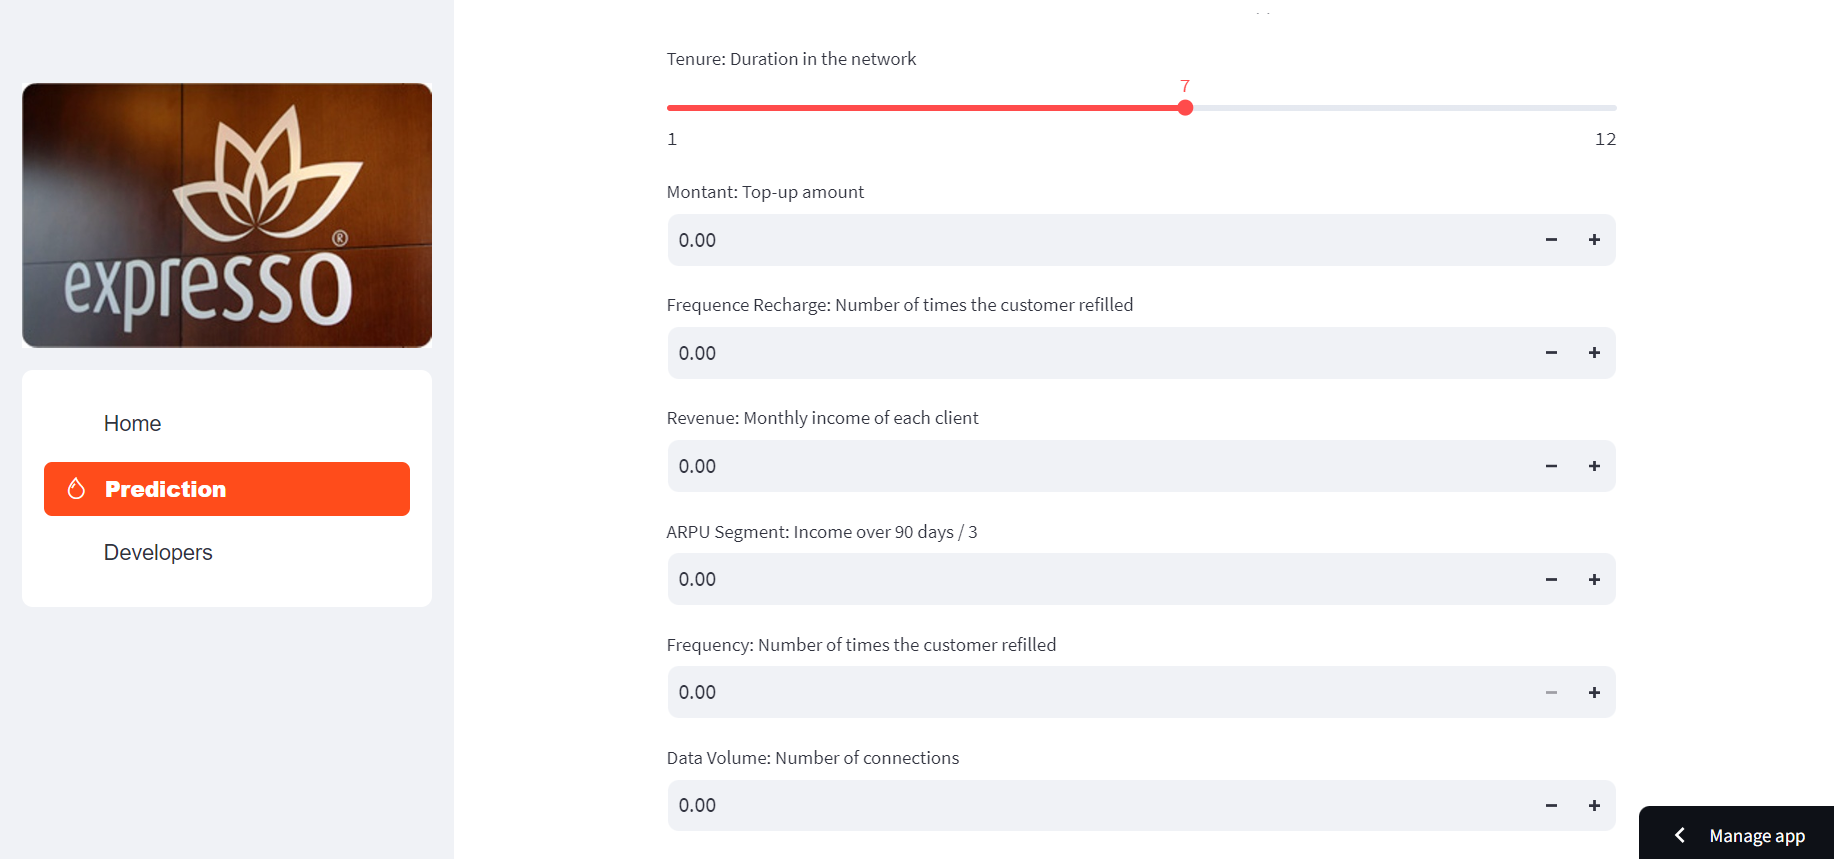 expresso
®
Home
Prediction
Developers
Tenure: Duration in the network
7
1
12
Montant: Top-up amount
0.00
Frequence Recharge: Number of times the customer refilled
0.00
Revenue: Monthly income of each client
0.00
ARPU Segment: Income over 90 days / 3
0.00
Frequency: Number of times the customer refilled
0.00
Data Volume: Number of connections
0.00
Manage app